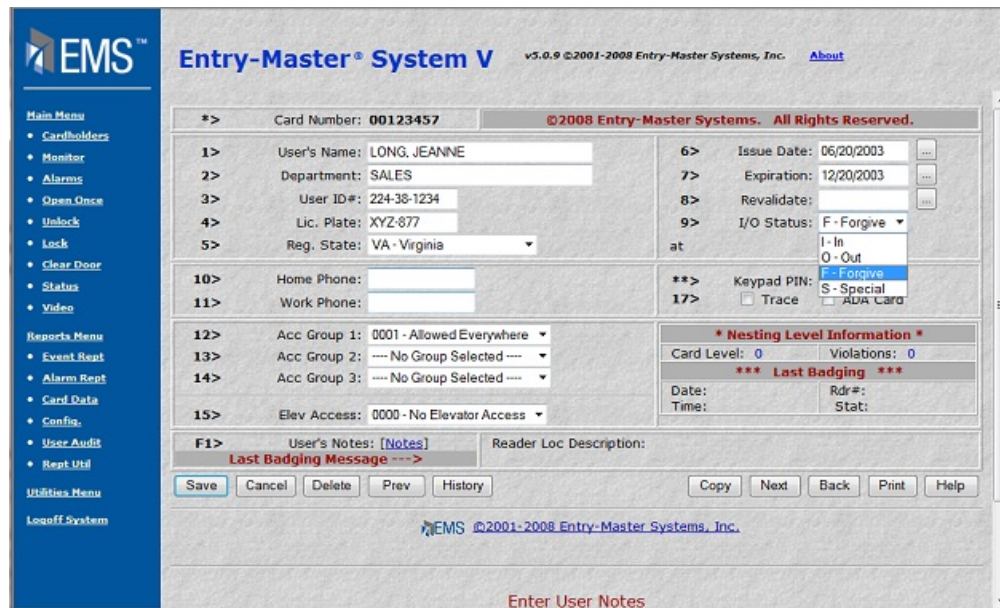 EMS™
Entry-Master® System V v5.0.9 ©2001-2008 Entry-Master Systems, Inc. About
Main Menu
• Cardholders
• Monitor
• Alarms
• Open Once
• Unlock
• Lock
• Clear Door
• Status
• Video
Reports Menu
• Event Rept
• Alarm Rept
• Card Data
• Config.
• User Audit
• Rept Util
Utilities Menu
Logoff System
*> Card Number: 00123457 ©2008 Entry-Master Systems. All Rights Reserved.
1> User's Name: LONG, JEANNE
2> Department: SALES
3> User ID#: 224-38-1234
4> Lic. Plate: XYZ-877
5> Reg. State: VA - Virginia
6> Issue Date: 06/20/2003 ...
7> Expiration: 12/20/2003 ...
8> Revalidate: ...
9> I/O Status: F - Forgive
at
I - In
O - Out
F - Forgive
S - Special
10> Home Phone:
11> Work Phone:
**> Keypad PIN:
17> Trace ADA Card
12> Acc Group 1: 0001 - Allowed Everywhere
13> Acc Group 2: ---- No Group Selected ----
14> Acc Group 3: ---- No Group Selected ----
15> Elev Access: 0000 - No Elevator Access
* Nesting Level Information *
Card Level: 0 Violations: 0
*** Last Badging ***
Date: Rdr#:
Time: Stat:
F1> User's Notes: [Notes] Reader Loc Description:
Last Badging Message --->
Save Cancel Delete Prev History Copy Next Back Print Help
EMS ©2001-2008 Entry-Master Systems, Inc.
Enter User Notes